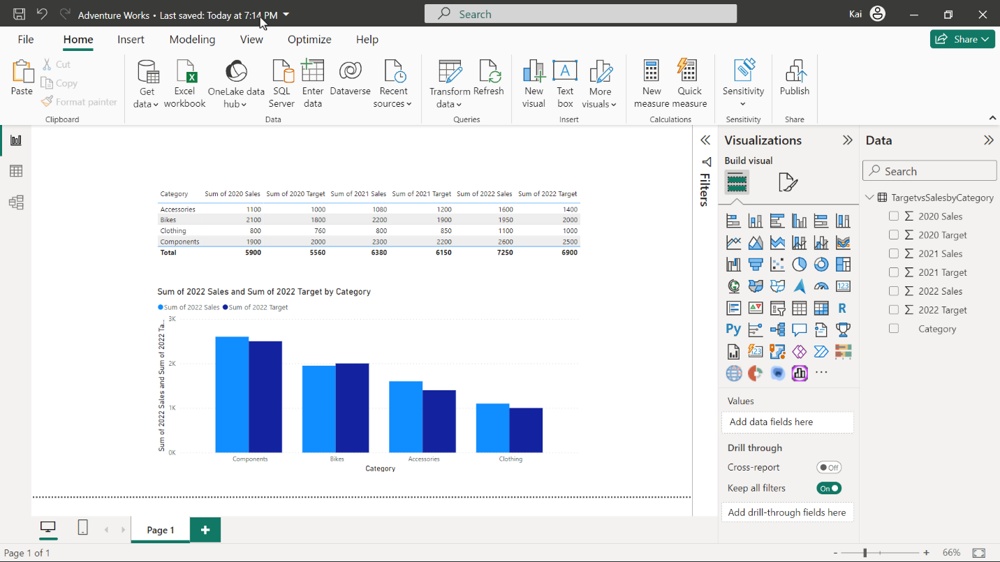 Adventure Works • Last saved: Today at 7:14 PM
Search
Kai
File
Home
Insert
Modeling
View
Optimize
Help
Share
Paste
Cut
Copy
Format painter
Clipboard
Get data
Excel workbook
OneLake data hub
SQL Server
Enter data
Dataverse
Recent sources
Data
Transform data
Refresh
Queries
New visual
Text box
More visuals
Insert
New measure
Quick measure
Calculations
Sensitivity
Sensitivity
Publish
Share
Category Sum of 2020 Sales Sum of 2020 Target Sum of 2021 Sales Sum of 2021 Target Sum of 2022 Sales Sum of 2022 Target
Accessories 1100 1000 1080 1200 1600 1400
Bikes 2100 1800 2200 1900 1950 2000
Clothing 800 760 800 850 1100 1000
Components 1900 2000 2300 2200 2600 2500
Total 5900 5560 6380 6150 7250 6900
Sum of 2022 Sales and Sum of 2022 Target by Category
Sum of 2022 Sales Sum of 2022 Target
Sum of 2022 Sales and Sum of 2022 Ta...
3K
2K
1K
0K
Components Bikes Accessories Clothing
Category
Filters
Visualizations
Build visual
123
R
Py
123
Values
Add data fields here
Drill through
Cross-report Off
Keep all filters On
Add drill-through fields here
Data
Search
TargetvsSalesbyCategory
2020 Sales
2020 Target
2021 Sales
2021 Target
2022 Sales
2022 Target
Category
Page 1
Page 1 of 1
- + 66%